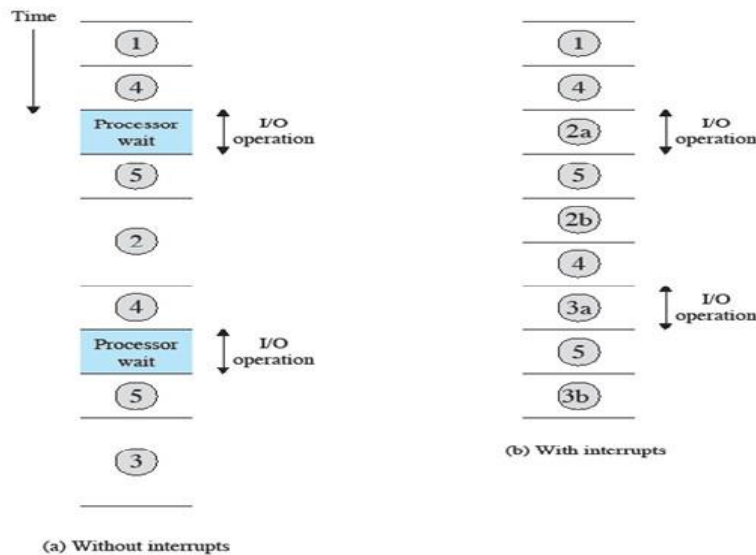 Time
1
4
Processor
wait
I/O
operation
5
2
4
Processor
wait
I/O
operation
5
3
(a) Without interrupts
1
4
2a
I/O
operation
5
2b
4
3a
I/O
operation
5
3b
(b) With interrupts